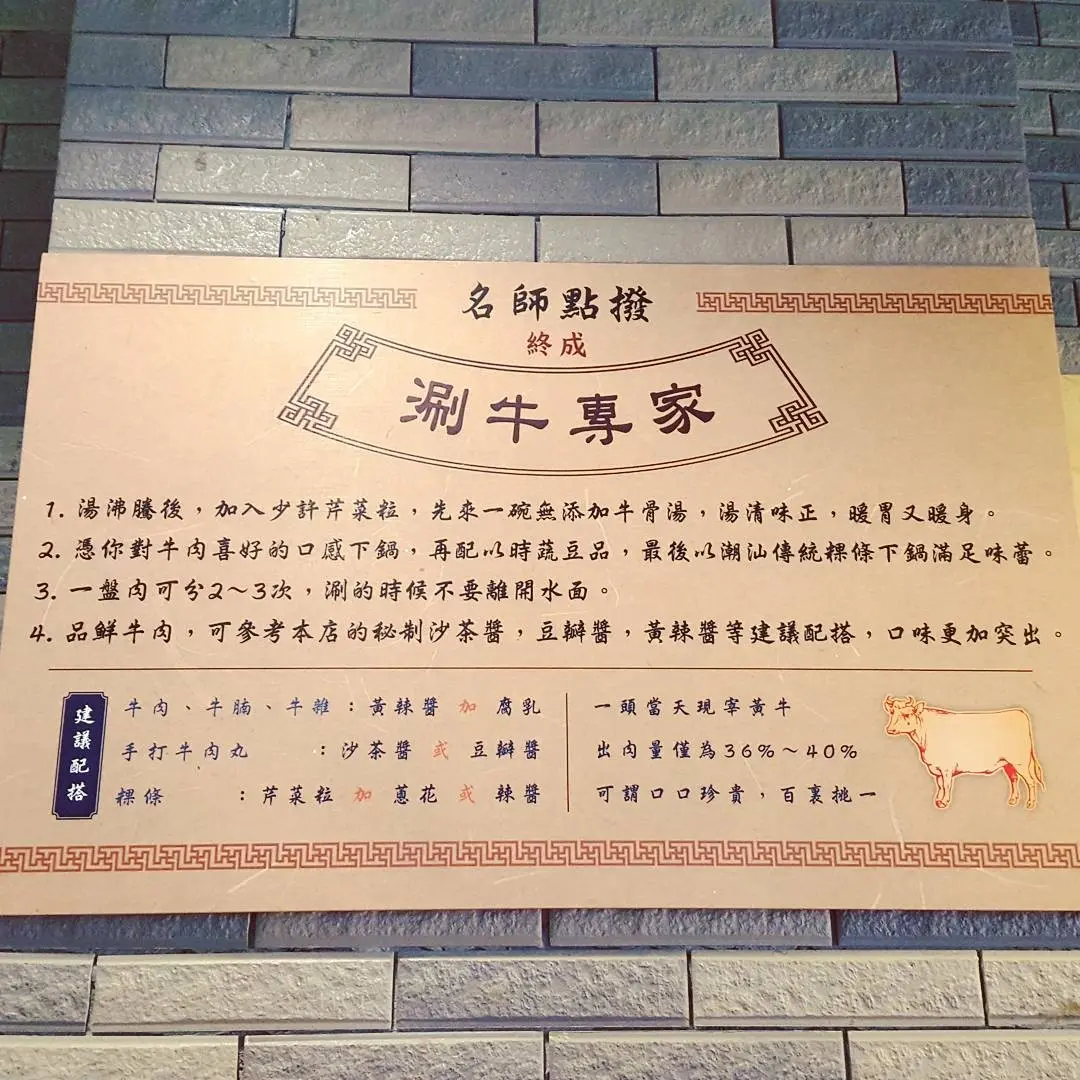 名師點撥
終成
涮牛專家
1. 湯沸騰後，加入少許芹菜粒，先來一碗無添加牛骨湯，湯清味正，暖胃又暖身。
2. 憑你對牛肉喜好的口感下鍋，再配以時蔬豆品，最後以潮汕傳統粿條下鍋滿足味蕾。
3. 一盤肉可分2～3次，涮的時候不要離開水面。
4. 品鮮牛肉，可參考本店的秘制沙茶醬，豆瓣醬，黃辣醬等建議配搭，口味更加突出。
建議配搭
牛肉、牛腩、牛雜：黃辣醬 加 腐乳
手打牛肉丸：沙茶醬 或 豆瓣醬
粿條：芹菜粒 加 蔥花 或 辣醬
一頭當天現宰黃牛
出肉量僅為36%～40%
可謂口口珍貴，百裏挑一